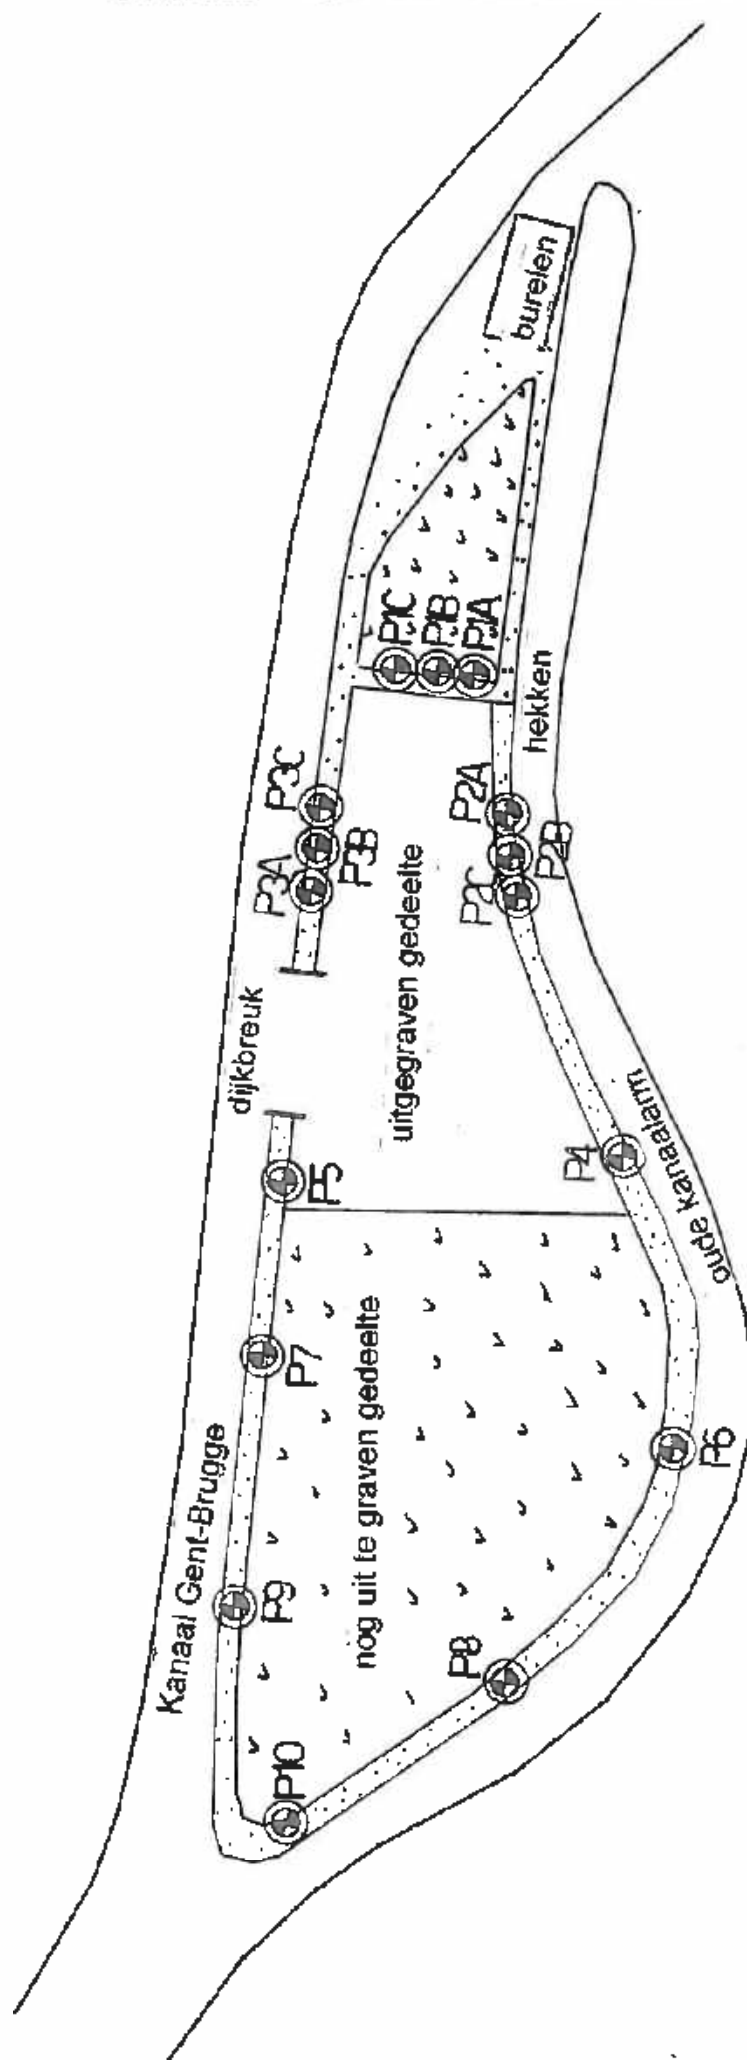 burelen
P1C
P1B
P1A
hekken
P3C
P3B
P3A
P2A
P2B
P2C
uitgegraven gedeelte
dijkbreuk
P4
P5
oude kanaalarm
P7
nog uit te graven gedeelte
P6
Kanaal Gent-Brugge
P9
P8
P10